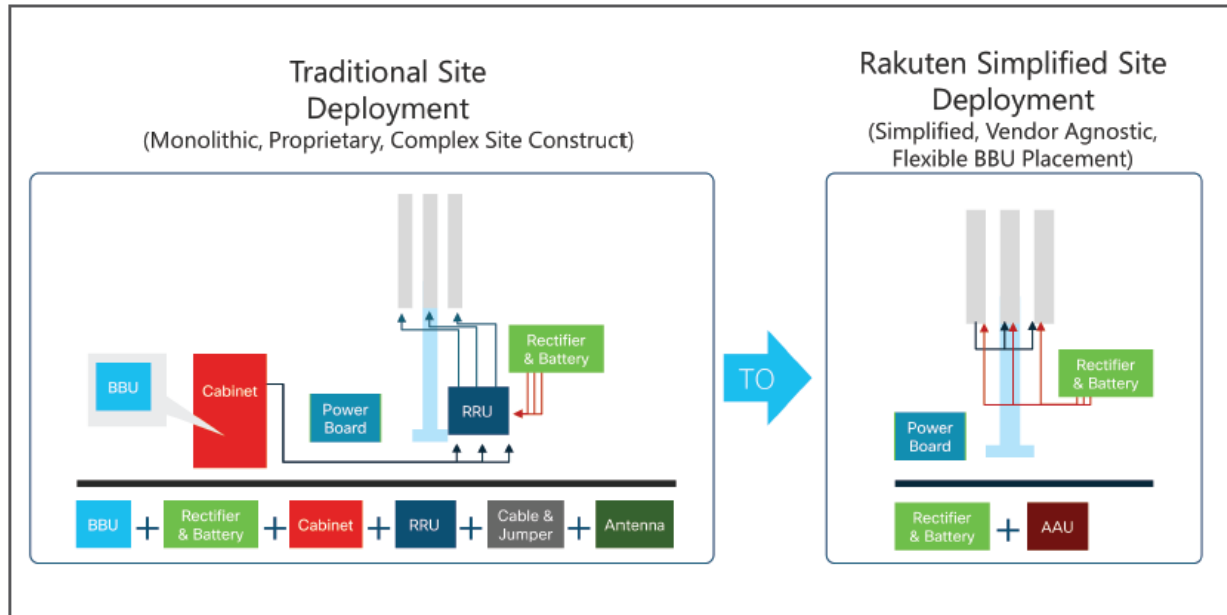 Traditional Site
Deployment
(Monolithic, Proprietary, Complex Site Construct)
BBU
Cabinet
Power
Board
RRU
Rectifier
& Battery
BBU
+
Rectifier
& Battery
+
Cabinet
+
RRU
+
Cable &
Jumper
+
Antenna
TO
Rakuten Simplified Site
Deployment
(Simplified, Vendor Agnostic,
Flexible BBU Placement)
Rectifier
& Battery
Power
Board
Rectifier
& Battery
+
AAU